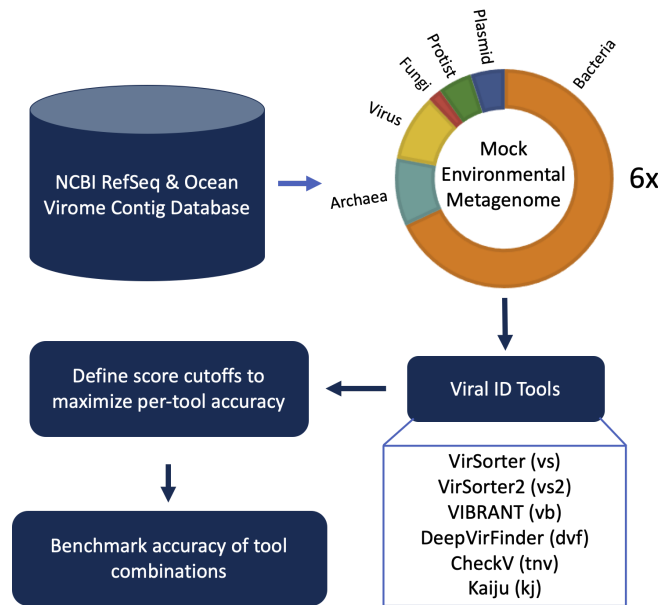 NCBI RefSeq & Ocean
Virome Contig Database
Archaea
Virus
Fungi
Protist
Plasmid
Bacteria
Mock
Environmental
Metagenome
6x
Viral ID Tools
VirSorter (vs)
VirSorter2 (vs2)
VIBRANT (vb)
DeepVirFinder (dvf)
CheckV (tnv)
Kaiju (kj)
Define score cutoffs to
maximize per-tool accuracy
Benchmark accuracy of tool
combinations